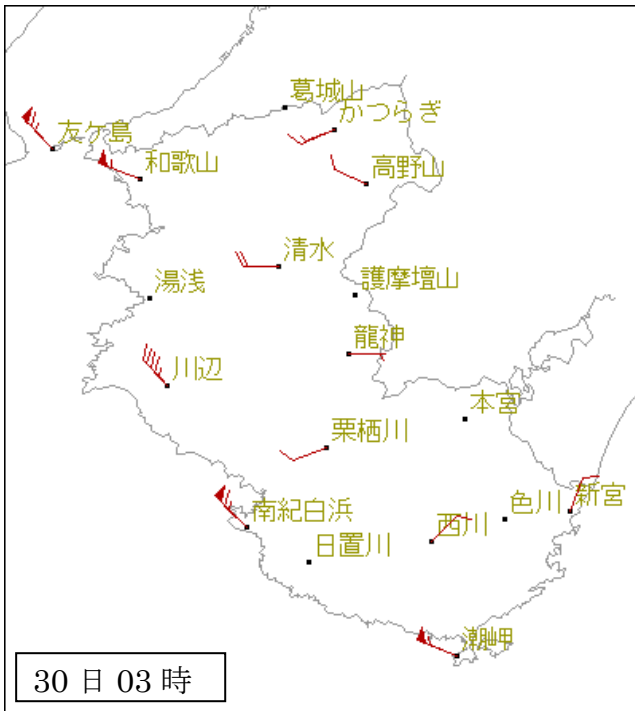 葛城山
かつらぎ
友ケ島
和歌山
高野山
清水
湯浅
護摩壇山
龍神
川辺
本宮
栗栖川
新宮
色川
南紀白浜
西川
日置川
潮岬
30日03時